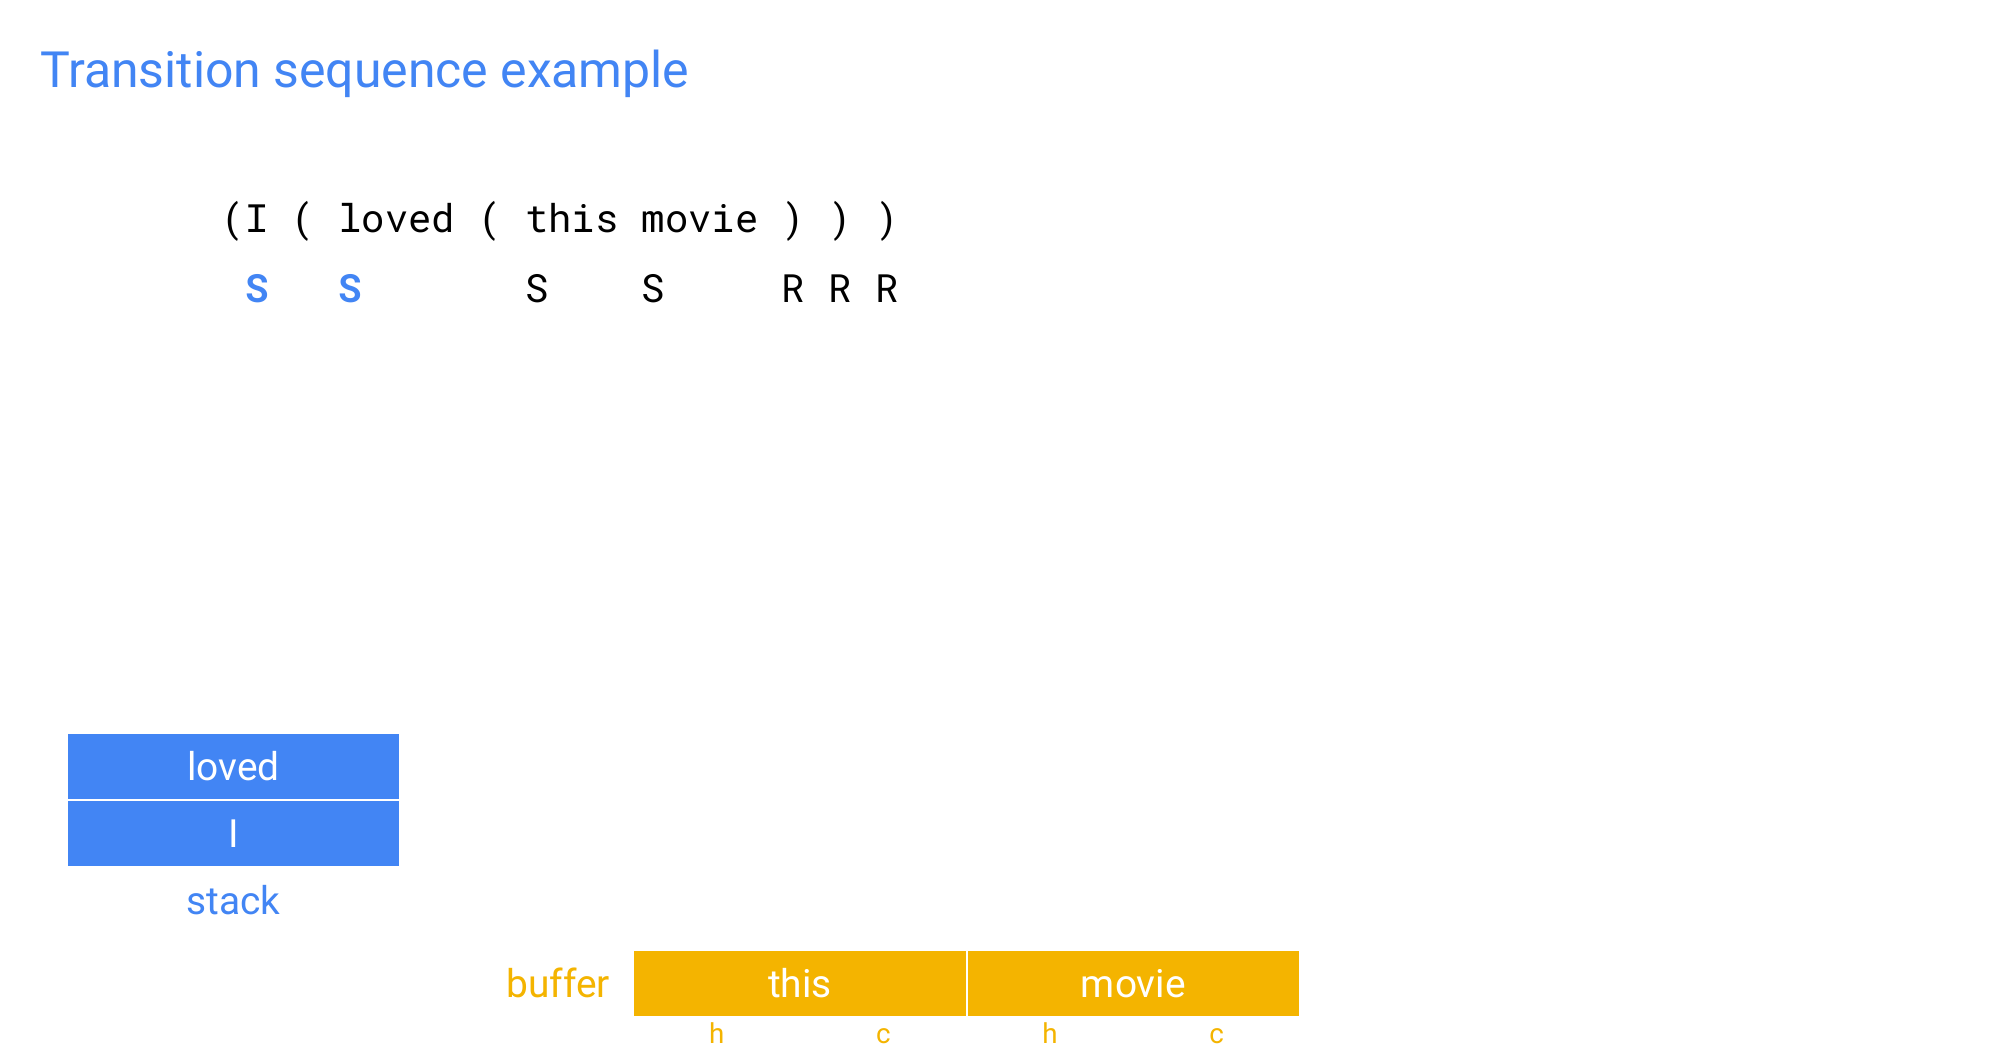 Transition sequence example
(I ( loved ( this movie ) ) )
S S S S R R R
loved
I
stack
buffer this movie
h c h c